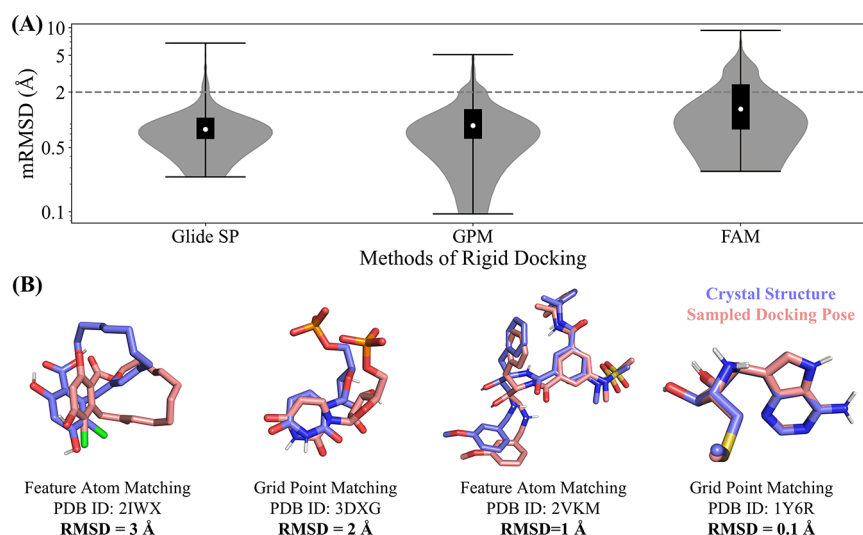 (A)
10
5
2
0.5
0.1
mRMSD (Å)
Glide SP GPM FAM
Methods of Rigid Docking
(B)
Crystal Structure
Sampled Docking Pose
Feature Atom Matching
PDB ID: 2IWX
RMSD = 3 Å
Grid Point Matching
PDB ID: 3DXG
RMSD = 2 Å
Feature Atom Matching
PDB ID: 2VKM
RMSD=1 Å
Grid Point Matching
PDB ID: 1Y6R
RMSD = 0.1 Å